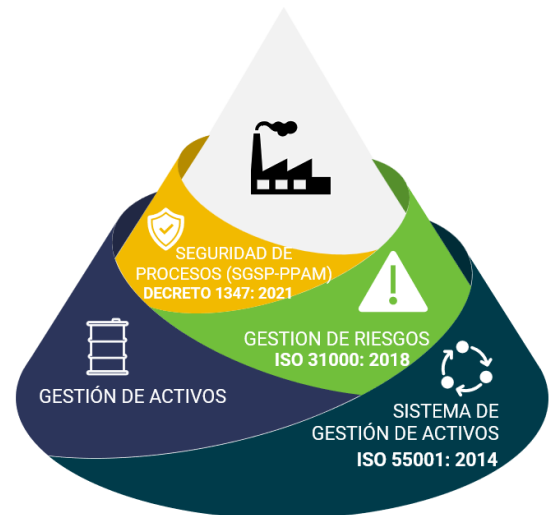 SEGURIDAD DE
PROCESOS (SGSP-PPAM)
DECRETO 1347: 2021
GESTION DE RIESGOS
ISO 31000: 2018
GESTIÓN DE ACTIVOS
SISTEMA DE
GESTIÓN DE ACTIVOS
ISO 55001: 2014